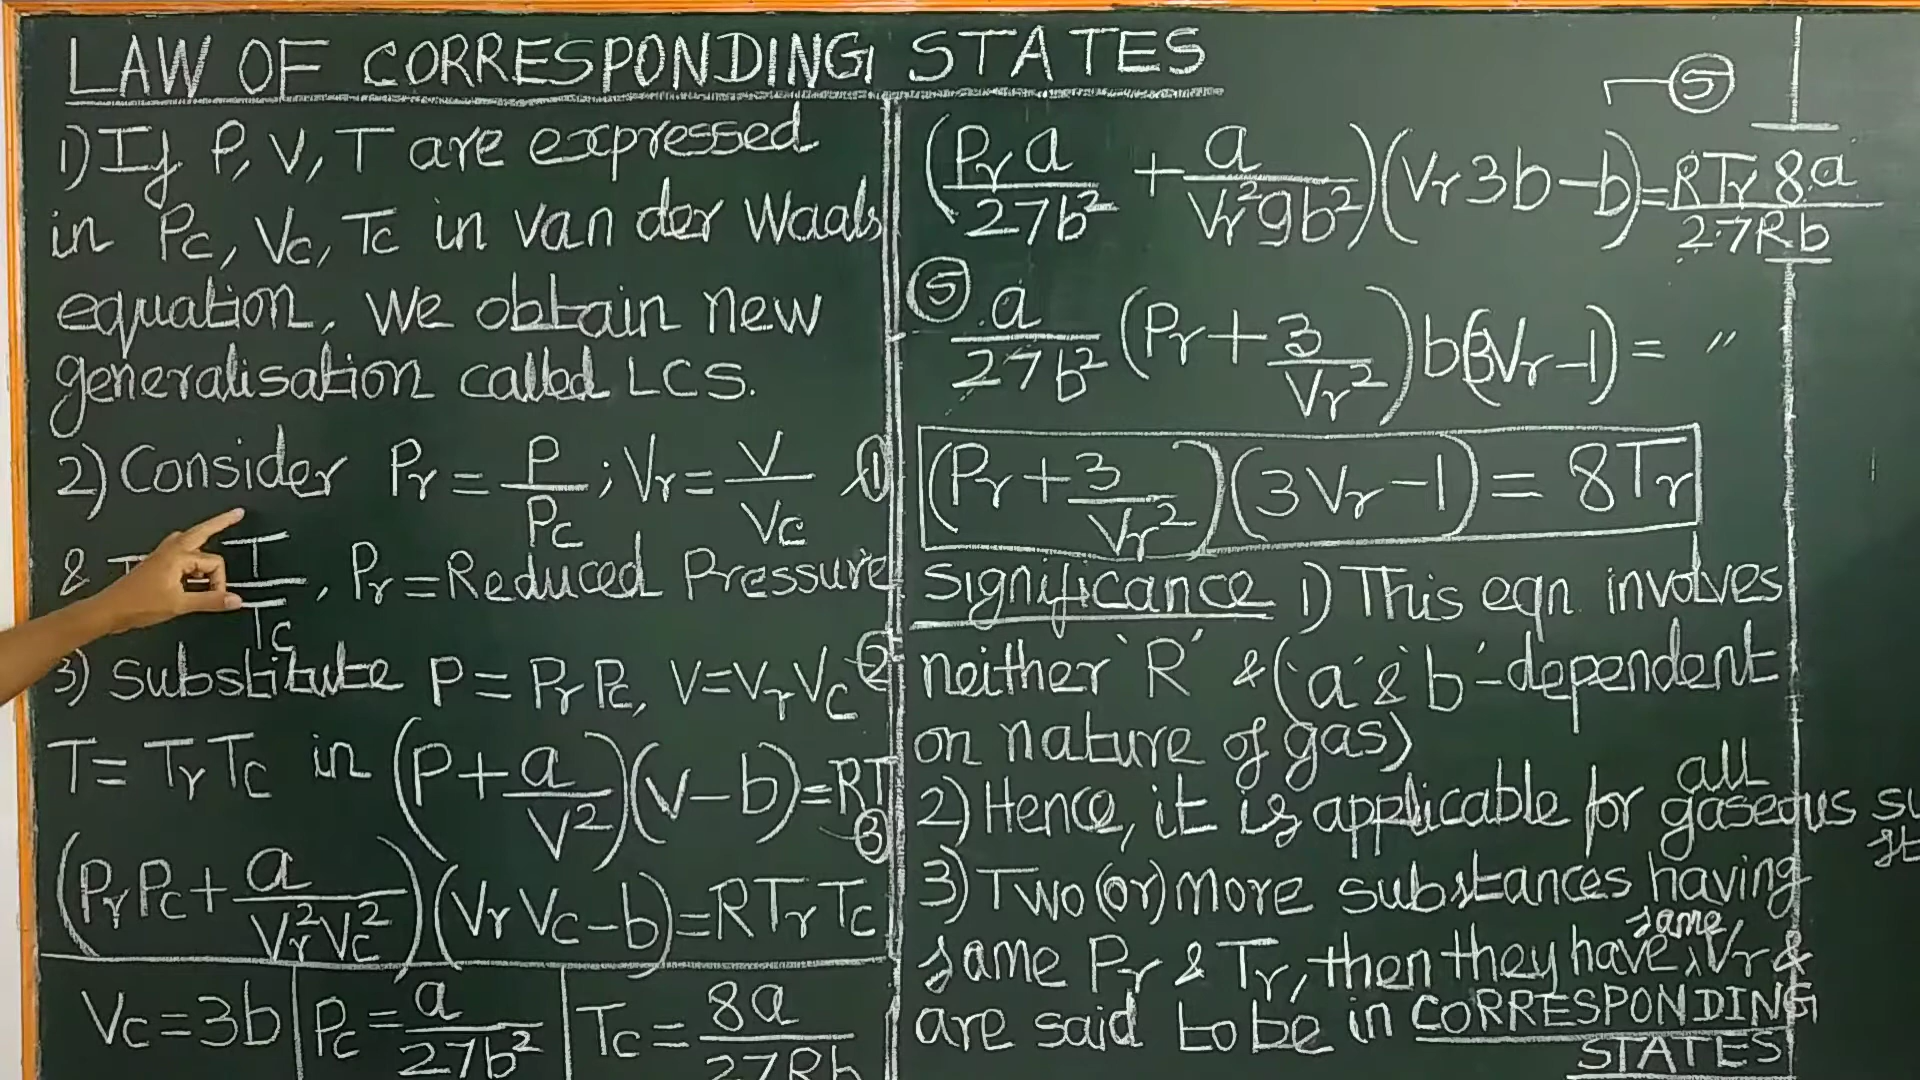 LAW OF CORRESPONDING STATES
1) If P, V, T are expressed
in Pc, Vc, Tc in van der Waals
equation, we obtain new
generalisation called LCS.
2) Consider Pr = P/Pc ; Vr = V/Vc ①
& T/Tc, Pr = Reduced Pressure
3) Substitute P = PrPc, V = VrVc ②
T = TrTc in (P + a/V²)(V – b) = RT ③
(PrPc + a/Vr²Vc²)(VrVc – b) = RTrTc
Vc = 3b | Pc = a/27b² | Tc = 8a/27Rb
⑤
(Pr a/27b² + a/Vr²9b²)(Vr3b – b) = RTr 8a/27Rb
⑤ a/27b² (Pr + 3/Vr²) b(3Vr – 1) = "
(Pr + 3/Vr²)(3Vr – 1) = 8Tr
Significance 1) This eqn. involves
neither 'R' & ('a' & 'b' - dependent
on nature of gas)
all
2) Hence, it is applicable for gaseous su
st
3) Two (or) more substances having
same
same Pr & Tr, then they have Vr &
are said to be in CORRESPONDING
STATES